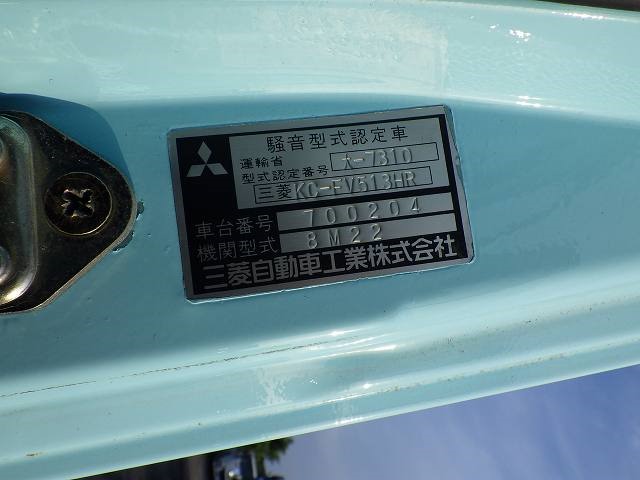 騒音型式認定車
運輸省
型式認定番号 大-7310
三菱 KC-FV513HR
車台番号 700204
機関型式 8M22
三菱自動車工業株式会社